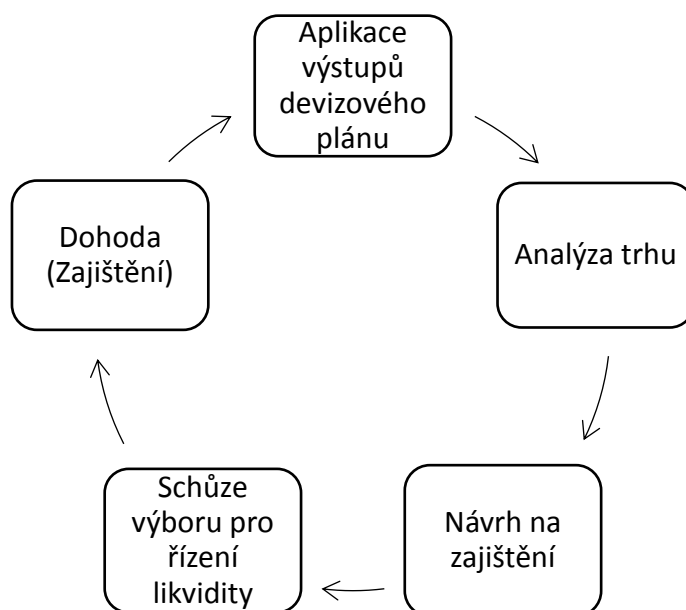 Aplikace
výstupů
devizového
plánu
Analýza trhu
Návrh na
zajištění
Schůze
výboru pro
řízení
likvidity
Dohoda
(Zajištění)